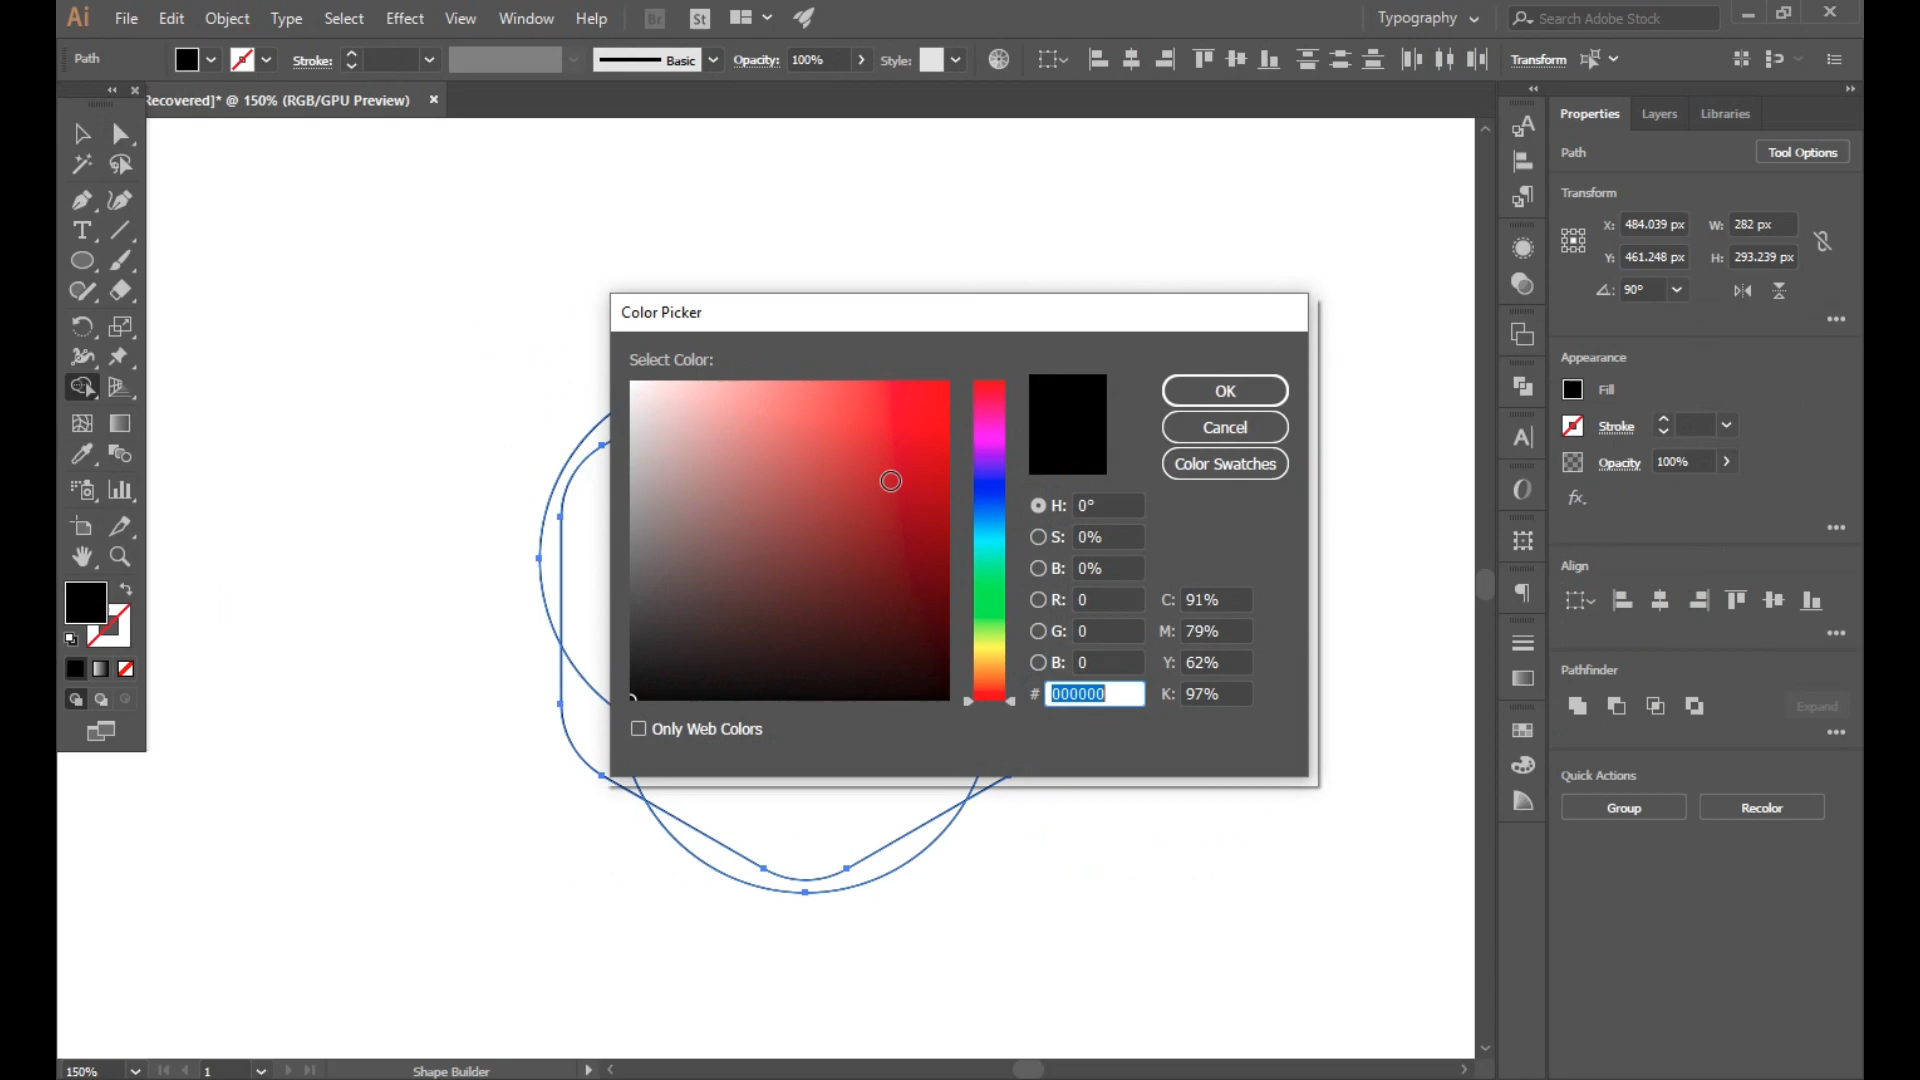 Ai File Edit Object Type Select Effect View Window Help Br St Typography Search Adobe Stock
Path Stroke: Basic Opacity: 100% Style: Transform
Recovered]* @ 150% (RGB/GPU Preview)
Properties Layers Libraries
Path Tool Options
Transform
X: 484.039 px W: 282 px
Y: 461.248 px H: 293.239 px
90°
Appearance
Fill
Stroke
Opacity 100%
fx.
Align
Pathfinder
Expand
Quick Actions
Group Recolor
Color Picker
Select Color:
OK
Cancel
Color Swatches
H: 0°
S: 0%
B: 0%
R: 0 C: 91%
G: 0 M: 79%
B: 0 Y: 62%
# 000000 K: 97%
Only Web Colors
150% 1 Shape Builder